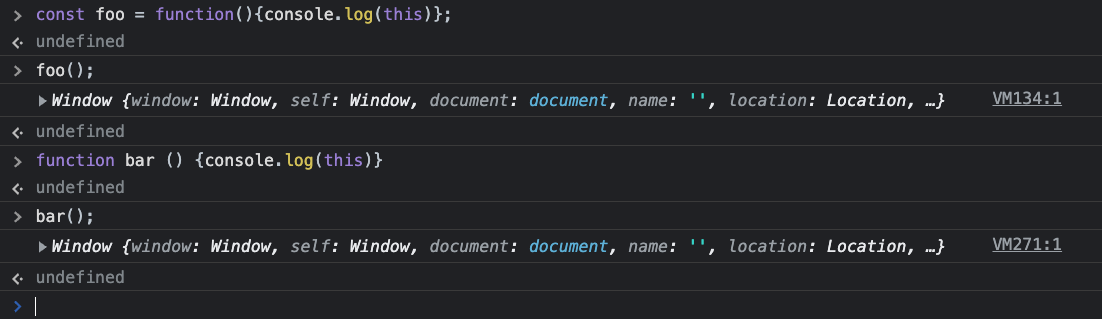 > const foo = function(){console.log(this)};
<· undefined
> foo();
▶Window {window: Window, self: Window, document: document, name: '', location: Location, …} VM134:1
<· undefined
> function bar () {console.log(this)}
<· undefined
> bar();
▶Window {window: Window, self: Window, document: document, name: '', location: Location, …} VM271:1
<· undefined
>